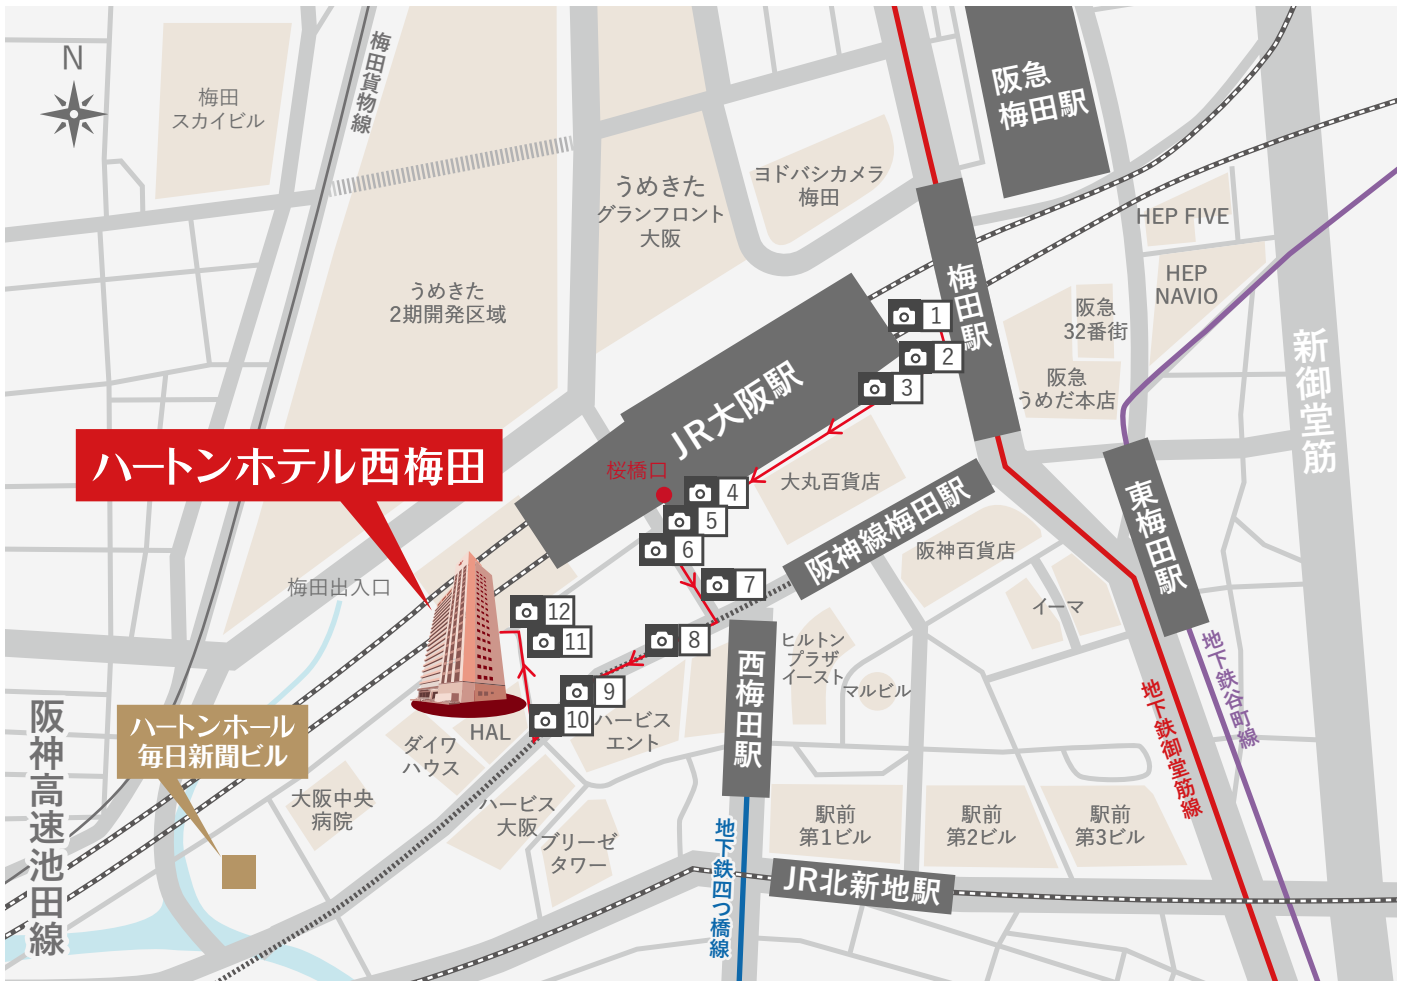 N
梅田
スカイビル
梅田貨物線
阪急
梅田駅
うめきた
グランフロント
大阪
ヨドバシカメラ
梅田
HEP FIVE
HEP
NAVIO
うめきた
2期開発区域
梅田駅
阪急
32番街
阪急
うめだ本店
新御堂筋
1
2
3
JR大阪駅
ハートンホテル西梅田
桜橋口
大丸百貨店
4
5
6
7
阪神線梅田駅
阪神百貨店
東梅田駅
梅田出入口
イーマ
12
11
8
9
10
西梅田駅
ヒルトン
プラザ
イースト
マルビル
地下鉄谷町線
地下鉄御堂筋線
阪神高速池田線
ハートンホール
毎日新聞ビル
HAL
ダイワ
ハウス
ハービス
エント
大阪中央
病院
ハービス
大阪
ブリーゼ
タワー
駅前
第1ビル
駅前
第2ビル
駅前
第3ビル
地下鉄四つ橋線
JR北新地駅